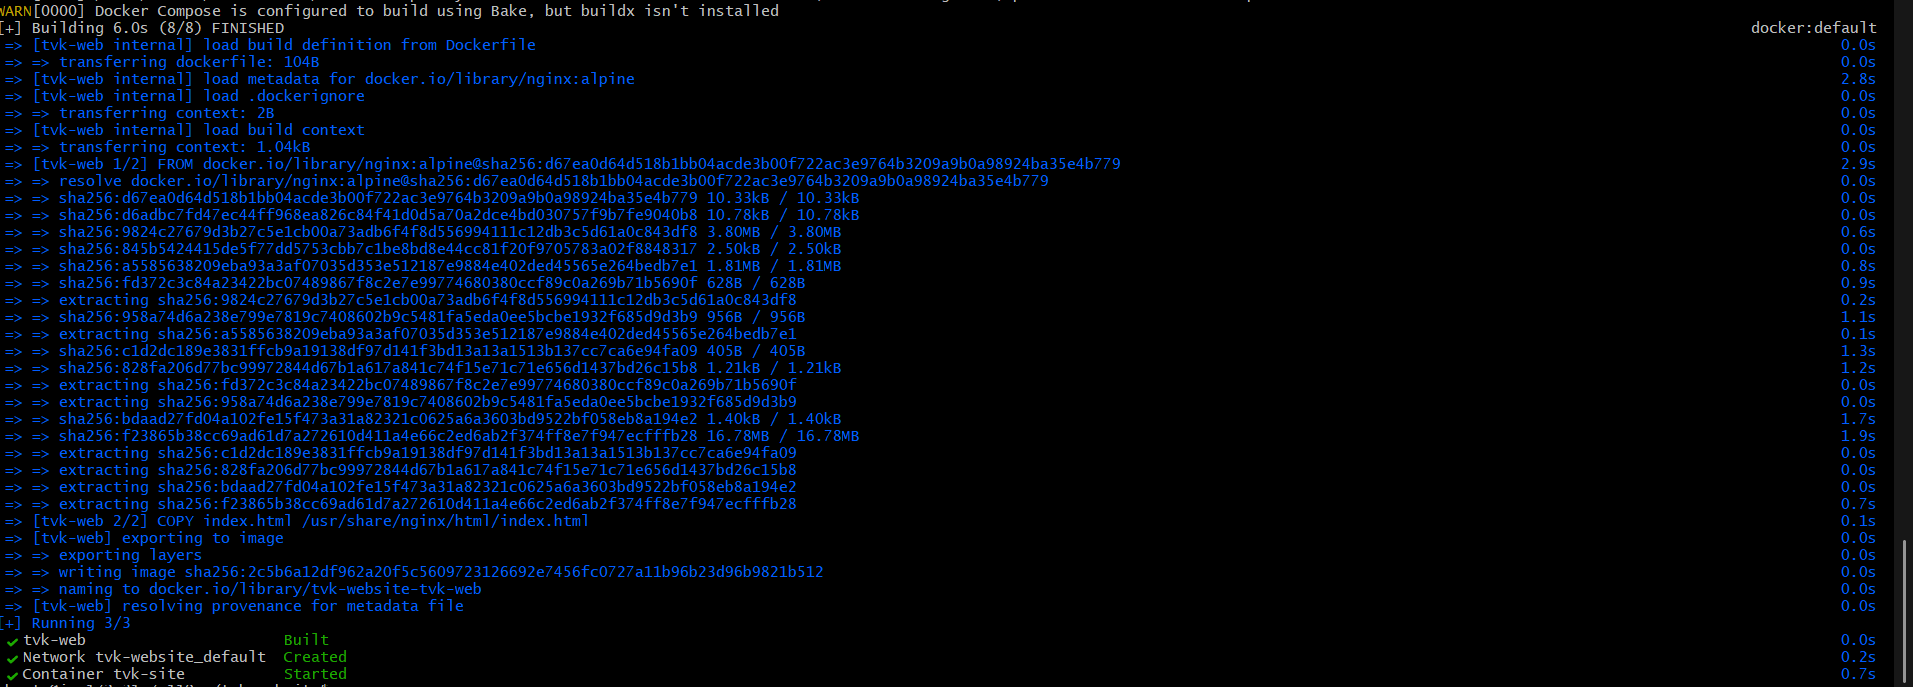 WARN[0000] Docker Compose is configured to build using Bake, but buildx isn't installed
[+] Building 6.0s (8/8) FINISHED docker:default
=> [tvk-web internal] load build definition from Dockerfile 0.0s
=> => transferring dockerfile: 104B 0.0s
=> [tvk-web internal] load metadata for docker.io/library/nginx:alpine 2.8s
=> [tvk-web internal] load .dockerignore 0.0s
=> => transferring context: 2B 0.0s
=> [tvk-web internal] load build context 0.0s
=> => transferring context: 1.04kB 0.0s
=> [tvk-web 1/2] FROM docker.io/library/nginx:alpine@sha256:d67ea0d64d518b1bb04acde3b00f722ac3e9764b3209a9b0a98924ba35e4b779 2.9s
=> => resolve docker.io/library/nginx:alpine@sha256:d67ea0d64d518b1bb04acde3b00f722ac3e9764b3209a9b0a98924ba35e4b779 0.0s
=> => sha256:d67ea0d64d518b1bb04acde3b00f722ac3e9764b3209a9b0a98924ba35e4b779 10.33kB / 10.33kB 0.0s
=> => sha256:d6adbc7fd47ec44ff968ea826c84f41d0d5a70a2dce4bd030757f9b7fe9040b8 10.78kB / 10.78kB 0.0s
=> => sha256:9824c27679d3b27c5e1cb00a73adb6f4f8d556994111c12db3c5d61a0c843df8 3.80MB / 3.80MB 0.6s
=> => sha256:845b5424415de5f77dd5753cbb7c1be8bd8e44cc81f20f9705783a02f8848317 2.50kB / 2.50kB 0.0s
=> => sha256:a5585638209eba93a3af07035d353e512187e9884e402ded45565e264bedb7e1 1.81MB / 1.81MB 0.8s
=> => sha256:fd372c3c84a23422bc07489867f8c2e7e99774680380ccf89c0a269b71b5690f 628B / 628B 0.9s
=> => extracting sha256:9824c27679d3b27c5e1cb00a73adb6f4f8d556994111c12db3c5d61a0c843df8 0.2s
=> => sha256:958a74d6a238e799e7819c7408602b9c5481fa5eda0ee5bcbe1932f685d9d3b9 956B / 956B 1.1s
=> => extracting sha256:a5585638209eba93a3af07035d353e512187e9884e402ded45565e264bedb7e1 0.1s
=> => sha256:c1d2dc189e3831ffcb9a19138df97d141f3bd13a13a1513b137cc7ca6e94fa09 405B / 405B 1.3s
=> => sha256:828fa206d77bc99972844d67b1a617a841c74f15e71c71e656d1437bd26c15b8 1.21kB / 1.21kB 1.2s
=> => extracting sha256:fd372c3c84a23422bc07489867f8c2e7e99774680380ccf89c0a269b71b5690f 0.0s
=> => extracting sha256:958a74d6a238e799e7819c7408602b9c5481fa5eda0ee5bcbe1932f685d9d3b9 0.0s
=> => sha256:bdaad27fd04a102fe15f473a31a82321c0625a6a3603bd9522bf058eb8a194e2 1.40kB / 1.40kB 1.7s
=> => sha256:f23865b38cc69ad61d7a272610d411a4e66c2ed6ab2f374ff8e7f947ecfffb28 16.78MB / 16.78MB 1.9s
=> => extracting sha256:c1d2dc189e3831ffcb9a19138df97d141f3bd13a13a1513b137cc7ca6e94fa09 0.0s
=> => extracting sha256:828fa206d77bc99972844d67b1a617a841c74f15e71c71e656d1437bd26c15b8 0.0s
=> => extracting sha256:bdaad27fd04a102fe15f473a31a82321c0625a6a3603bd9522bf058eb8a194e2 0.0s
=> => extracting sha256:f23865b38cc69ad61d7a272610d411a4e66c2ed6ab2f374ff8e7f947ecfffb28 0.7s
=> [tvk-web 2/2] COPY index.html /usr/share/nginx/html/index.html 0.1s
=> [tvk-web] exporting to image 0.0s
=> => exporting layers 0.0s
=> => writing image sha256:2c5b6a12df962a20f5c5609723126692e7456fc0727a11b96b23d96b9821b512 0.0s
=> => naming to docker.io/library/tvk-website-tvk-web 0.0s
=> [tvk-web] resolving provenance for metadata file 0.0s
[+] Running 3/3
✔ tvk-web Built 0.0s
✔ Network tvk-website_default Created 0.2s
✔ Container tvk-site Started 0.7s